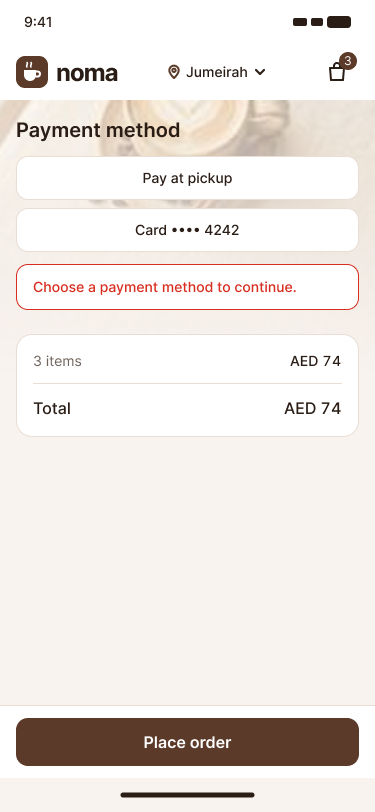 9:41
noma
Jumeirah
3
Payment method
Pay at pickup
Card •••• 4242
Choose a payment method to continue.
3 items AED 74
Total AED 74
Place order